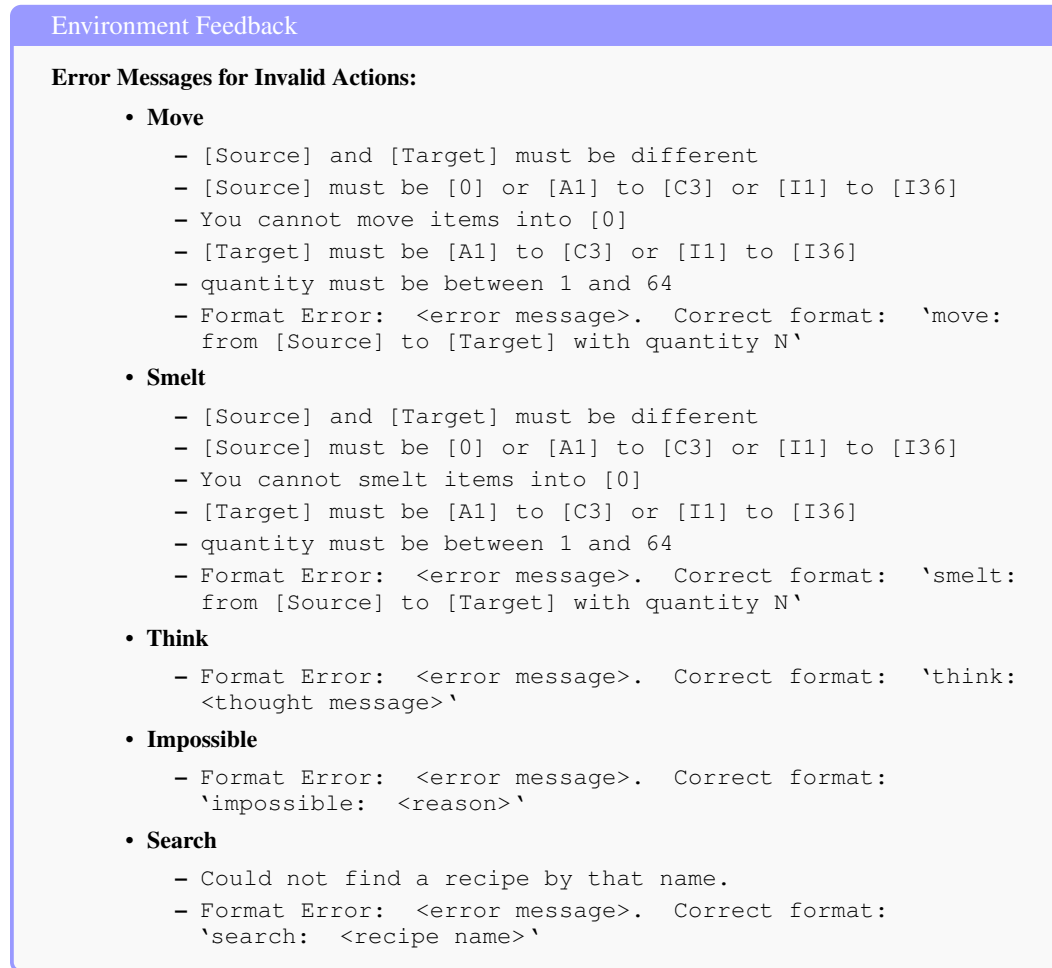 Environment Feedback
Error Messages for Invalid Actions:
• Move
– [Source] and [Target] must be different
– [Source] must be [0] or [A1] to [C3] or [I1] to [I36]
– You cannot move items into [0]
– [Target] must be [A1] to [C3] or [I1] to [I36]
– quantity must be between 1 and 64
– Format Error: <error message>. Correct format: ‘move:
from [Source] to [Target] with quantity N‘
• Smelt
– [Source] and [Target] must be different
– [Source] must be [0] or [A1] to [C3] or [I1] to [I36]
– You cannot smelt items into [0]
– [Target] must be [A1] to [C3] or [I1] to [I36]
– quantity must be between 1 and 64
– Format Error: <error message>. Correct format: ‘smelt:
from [Source] to [Target] with quantity N‘
• Think
– Format Error: <error message>. Correct format: ‘think:
<thought message>‘
• Impossible
– Format Error: <error message>. Correct format:
‘impossible: <reason>‘
• Search
– Could not find a recipe by that name.
– Format Error: <error message>. Correct format:
‘search: <recipe name>‘